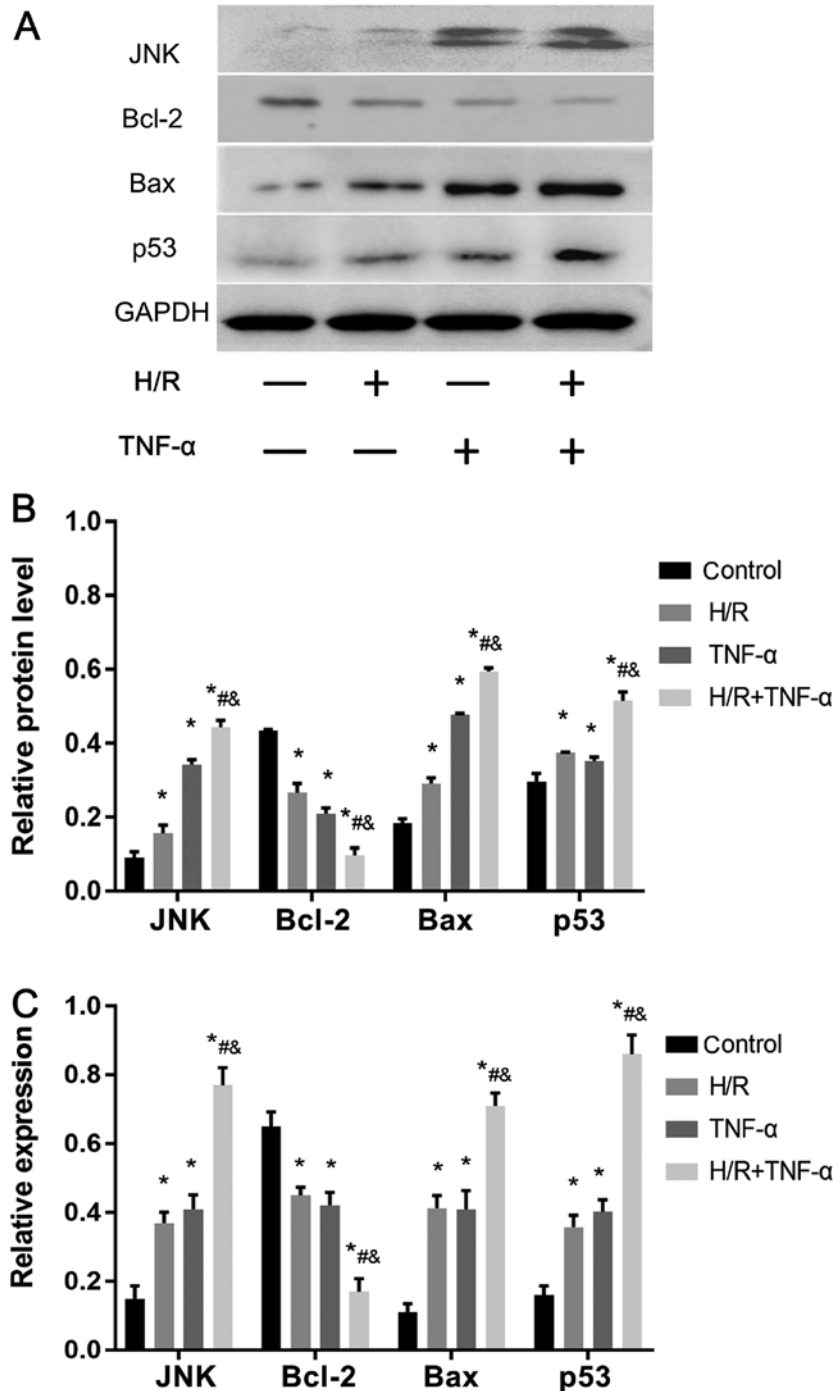 A
JNK
Bcl-2
Bax
p53
GAPDH
H/R — + — +
TNF-α — — + +
B
Relative protein level
1.0
0.8
0.6
0.4
0.2
0.0
* * *#&
* * *#&
* * *#&
* * *#&
JNK Bcl-2 Bax p53
Control
H/R
TNF-α
H/R+TNF-α
C
Relative expression
1.0
0.8
0.6
0.4
0.2
0.0
* * *#&
* * *#&
* * *#&
* * *#&
JNK Bcl-2 Bax p53
Control
H/R
TNF-α
H/R+TNF-α